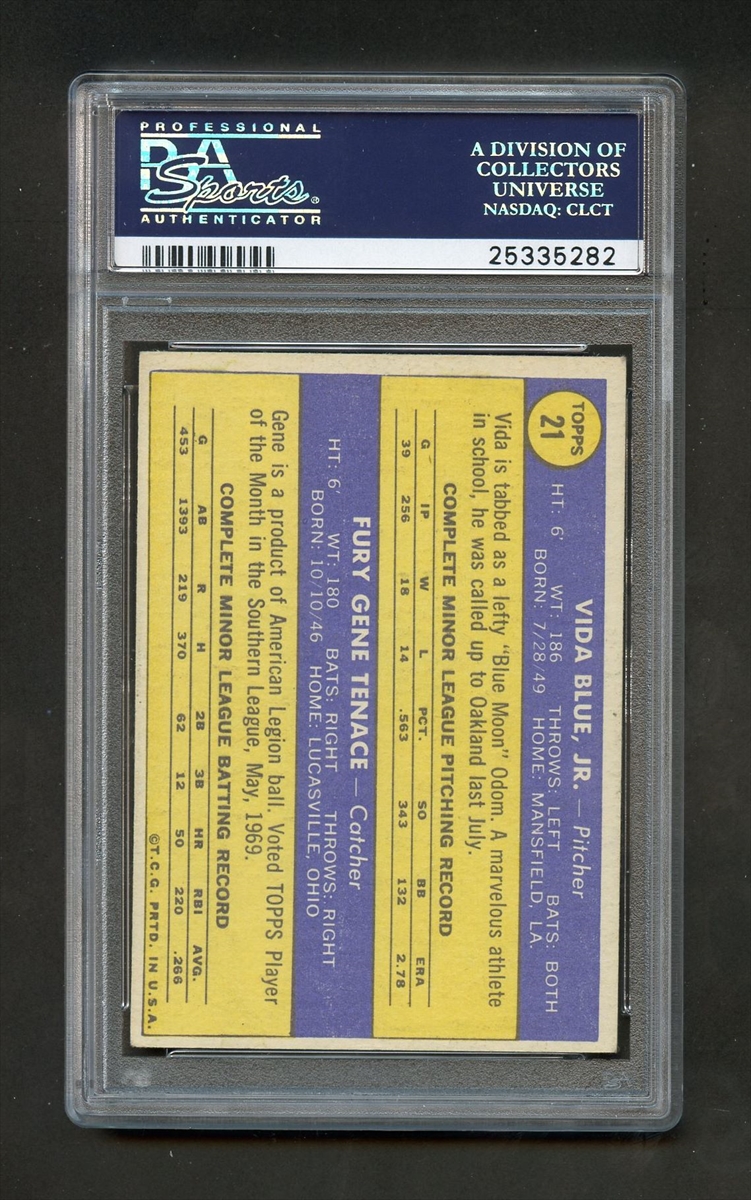 PROFESSIONAL
PSA
Sports®
AUTHENTICATOR
A DIVISION OF
COLLECTORS
UNIVERSE
NASDAQ: CLCT
25335282
TOPPS
21
VIDA BLUE, JR. — Pitcher
HT: 6' WT: 186 THROWS: LEFT BATS: BOTH
BORN: 7/28/49 HOME: MANSFIELD, LA.
Vida is tabbed as a lefty "Blue Moon" Odom. A marvelous athlete
in school, he was called up to Oakland last July.
COMPLETE MINOR LEAGUE PITCHING RECORD
G IP W L PCT. SO BB ERA
39 256 18 14 .563 343 132 2.78
FURY GENE TENACE — Catcher
HT: 6' WT: 180 BATS: RIGHT THROWS: RIGHT
BORN: 10/10/46 HOME: LUCASVILLE, OHIO
Gene is a product of American Legion ball. Voted TOPPS Player
of the Month in the Southern League, May, 1969.
COMPLETE MINOR LEAGUE BATTING RECORD
G AB R H 2B 3B HR RBI AVG.
453 1393 219 370 62 12 50 220 .266
©T.C.G. PRTD. IN U.S.A.